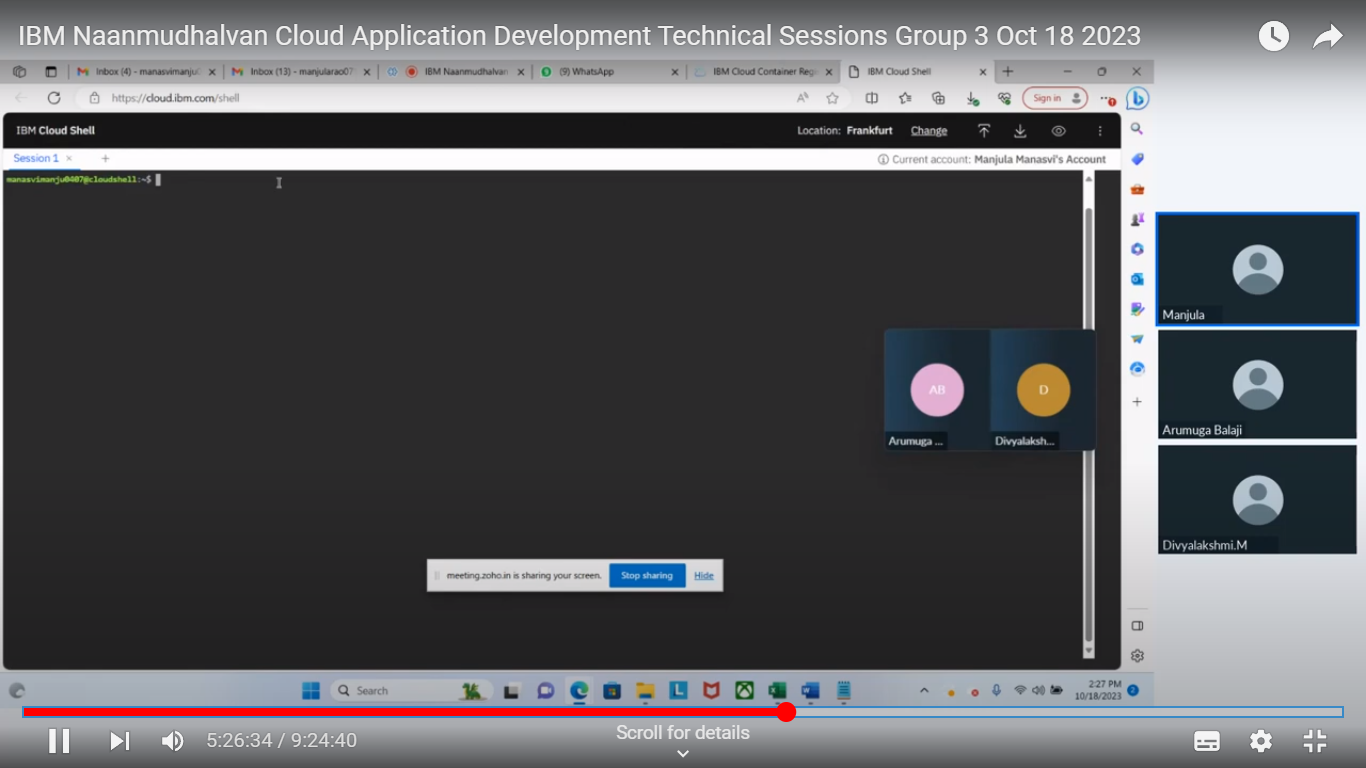 IBM Naanmudhalvan Cloud Application Development Technical Sessions Group 3 Oct 18 2023
Inbox (4) - manasvimanju
Inbox (13) - manjularao07
IBM Naanmudhalvan
(9) WhatsApp
IBM Cloud Container Regi
IBM Cloud Shell
https://cloud.ibm.com/shell
Sign in
IBM Cloud Shell
Location: Frankfurt
Change
Session 1
Current account: Manjula Manasvi's Account
manasvimanju0407@cloudshell:~$
Manjula
AB
D
Arumuga ...
Divyalaksh...
Arumuga Balaji
Divyalakshmi.M
meeting.zoho.in is sharing your screen.
Stop sharing
Hide
Search
2:27 PM
10/18/2023
2
5:26:34 / 9:24:40
Scroll for details